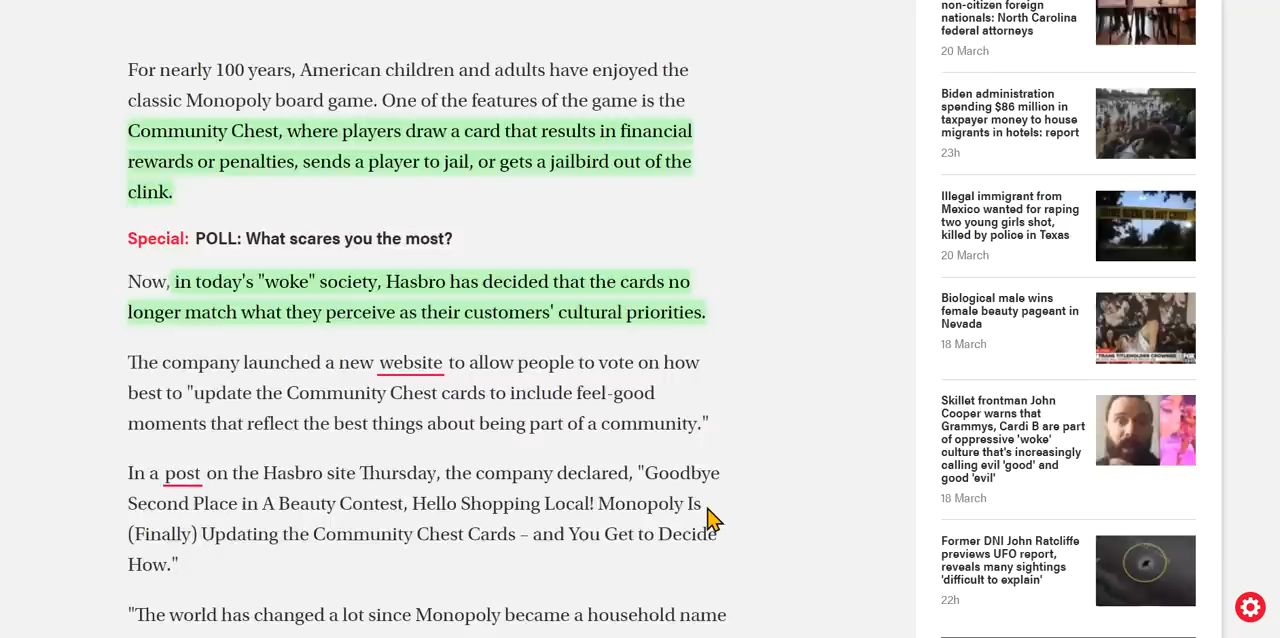 For nearly 100 years, American children and adults have enjoyed the
classic Monopoly board game. One of the features of the game is the
Community Chest, where players draw a card that results in financial
rewards or penalties, sends a player to jail, or gets a jailbird out of the
clink.
Special: POLL: What scares you the most?
Now, in today's "woke" society, Hasbro has decided that the cards no
longer match what they perceive as their customers' cultural priorities.
The company launched a new website to allow people to vote on how
best to "update the Community Chest cards to include feel-good
moments that reflect the best things about being part of a community."
In a post on the Hasbro site Thursday, the company declared, "Goodbye
Second Place in A Beauty Contest, Hello Shopping Local! Monopoly Is
(Finally) Updating the Community Chest Cards – and You Get to Decide
How."
"The world has changed a lot since Monopoly became a household name
non-citizen foreign
nationals: North Carolina
federal attorneys
20 March
Biden administration
spending $86 million in
taxpayer money to house
migrants in hotels: report
23h
Illegal immigrant from
Mexico wanted for raping
two young girls shot,
killed by police in Texas
20 March
Biological male wins
female beauty pageant in
Nevada
18 March
Skillet frontman John
Cooper warns that
Grammys, Cardi B are part
of oppressive 'woke'
culture that's increasingly
calling evil 'good' and
good 'evil'
18 March
Former DNI John Ratcliffe
previews UFO report,
reveals many sightings
'difficult to explain'
22h